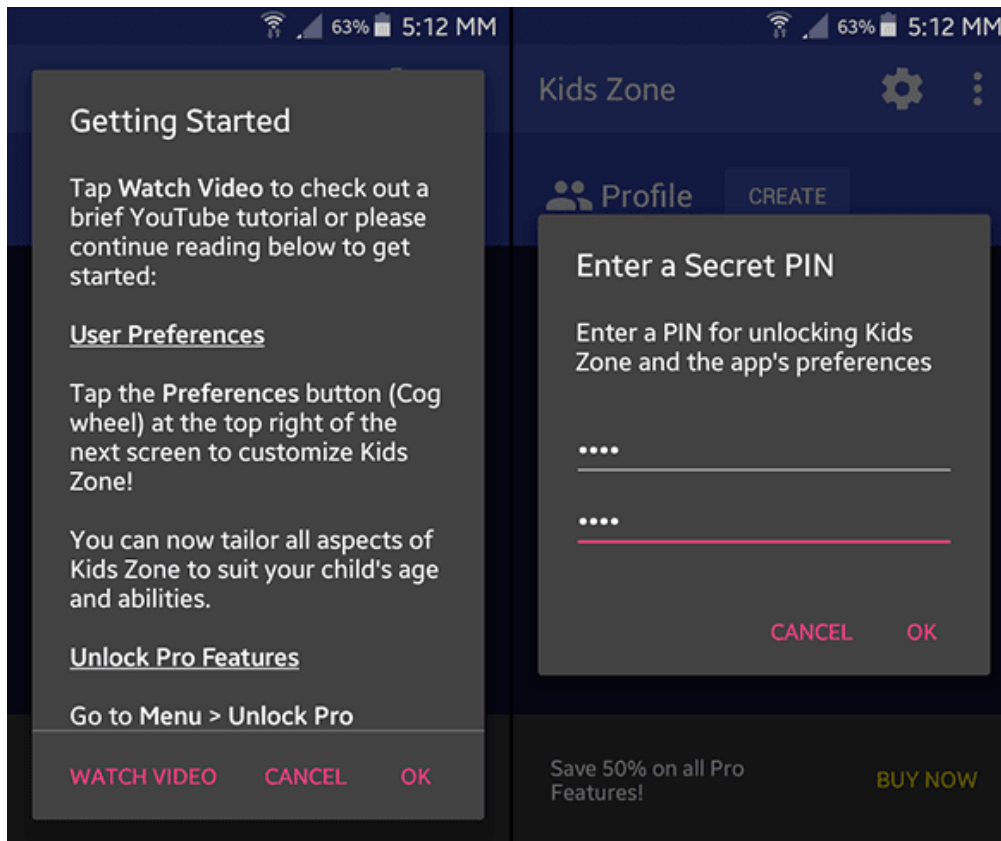 63% 5:12 MM
Getting Started
Tap Watch Video to check out a
brief YouTube tutorial or please
continue reading below to get
started:
User Preferences
Tap the Preferences button (Cog
wheel) at the top right of the
next screen to customize Kids
Zone!
You can now tailor all aspects of
Kids Zone to suit your child's age
and abilities.
Unlock Pro Features
Go to Menu > Unlock Pro
WATCH VIDEO CANCEL OK
63% 5:12 MM
Kids Zone
Profile CREATE
Enter a Secret PIN
Enter a PIN for unlocking Kids
Zone and the app's preferences
••••
••••
CANCEL OK
Save 50% on all Pro
Features!
BUY NOW